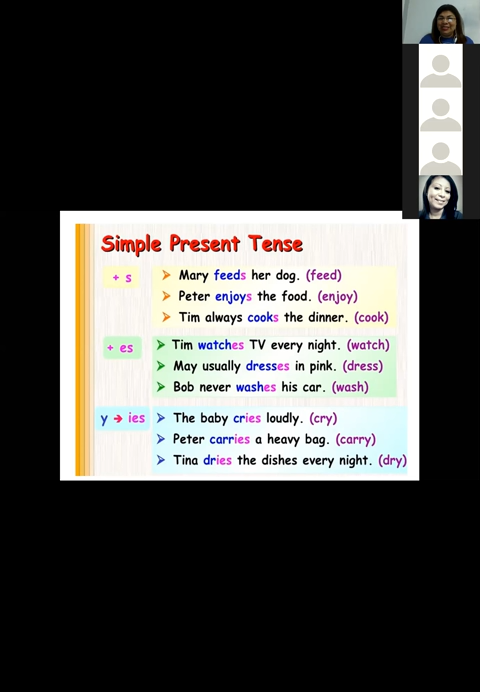 Simple Present Tense
+ s
Mary feeds her dog. (feed)
Peter enjoys the food. (enjoy)
Tim always cooks the dinner. (cook)
+ es
Tim watches TV every night. (watch)
May usually dresses in pink. (dress)
Bob never washes his car. (wash)
y → ies
The baby cries loudly. (cry)
Peter carries a heavy bag. (carry)
Tina dries the dishes every night. (dry)